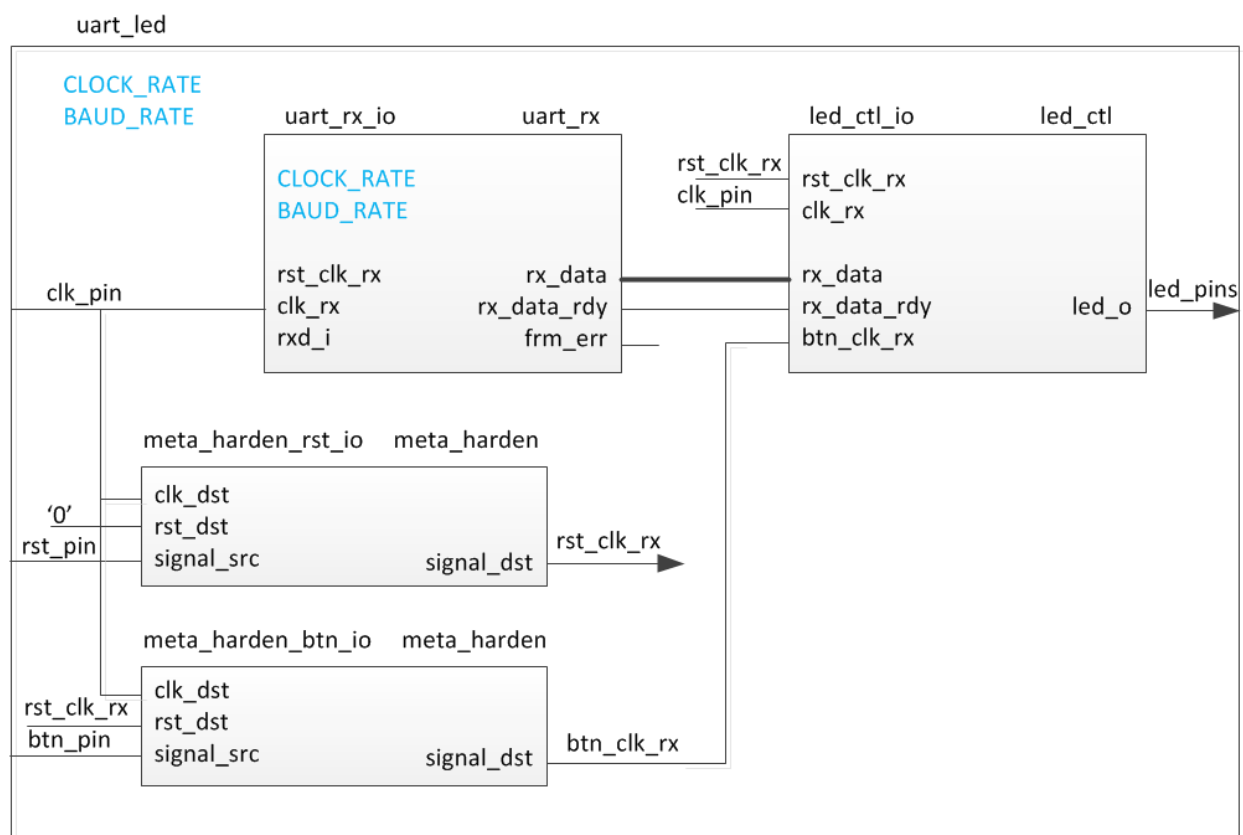 uart_led
CLOCK_RATE
BAUD_RATE
uart_rx_io uart_rx
CLOCK_RATE
BAUD_RATE
rst_clk_rx
clk_rx
rxd_i
rx_data
rx_data_rdy
frm_err
led_ctl_io led_ctl
rst_clk_rx
clk_pin
rst_clk_rx
clk_rx
rx_data
rx_data_rdy
btn_clk_rx
led_o
led_pins
clk_pin
meta_harden_rst_io meta_harden
clk_dst
rst_dst
signal_src
signal_dst
‘0’
rst_pin
rst_clk_rx
meta_harden_btn_io meta_harden
clk_dst
rst_dst
signal_src
signal_dst
rst_clk_rx
btn_pin
btn_clk_rx